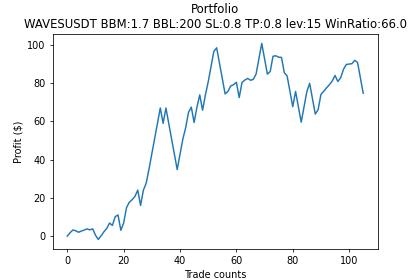 Portfolio
WAVESUSDT BBM:1.7 BBL:200 SL:0.8 TP:0.8 lev:15 WinRatio:66.0
100
80
60
40
20
0
Profit ($)
0 20 40 60 80 100
Trade counts